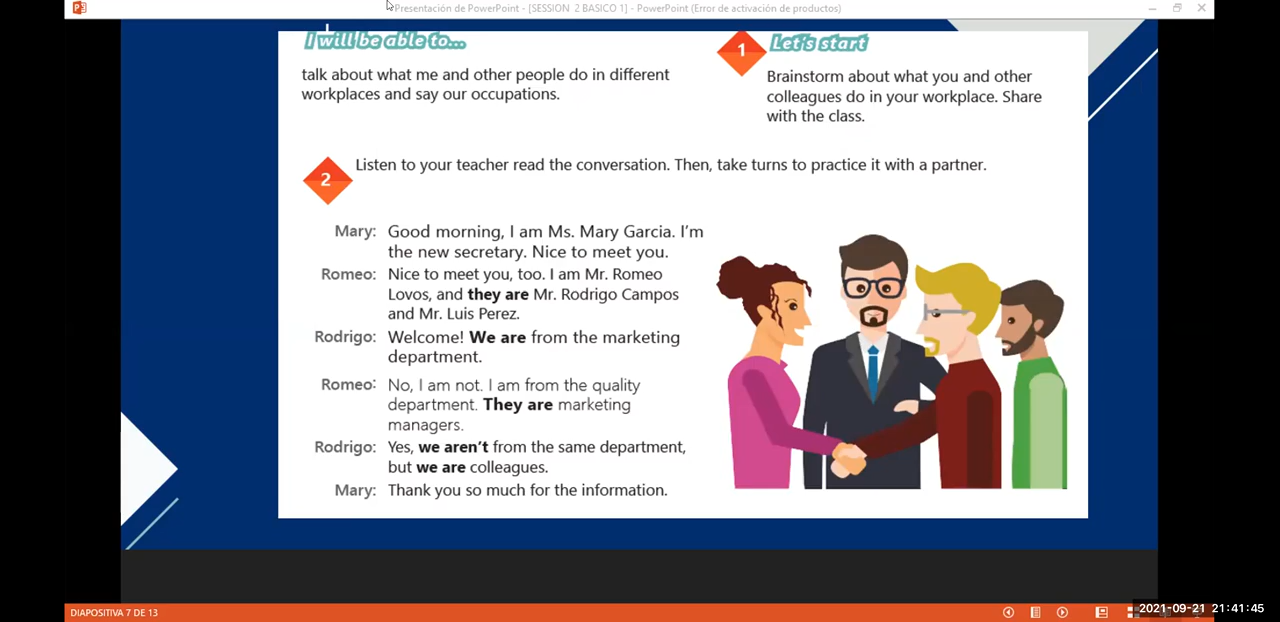 Presentación de PowerPoint - [SESSION  2 BASICO 1] - PowerPoint (Error de activación de productos)
I will be able to...
talk about what me and other people do in different
workplaces and say our occupations.
1
Let's start
Brainstorm about what you and other
colleagues do in your workplace. Share
with the class.
2
Listen to your teacher read the conversation. Then, take turns to practice it with a partner.
Mary: Good morning, I am Ms. Mary Garcia. I'm
the new secretary. Nice to meet you.
Romeo: Nice to meet you, too. I am Mr. Romeo
Lovos, and they are Mr. Rodrigo Campos
and Mr. Luis Perez.
Rodrigo: Welcome! We are from the marketing
department.
Romeo: No, I am not. I am from the quality
department. They are marketing
managers.
Rodrigo: Yes, we aren't from the same department,
but we are colleagues.
Mary: Thank you so much for the information.
DIAPOSITIVA 7 DE 13
2021-09-21 21:41:45